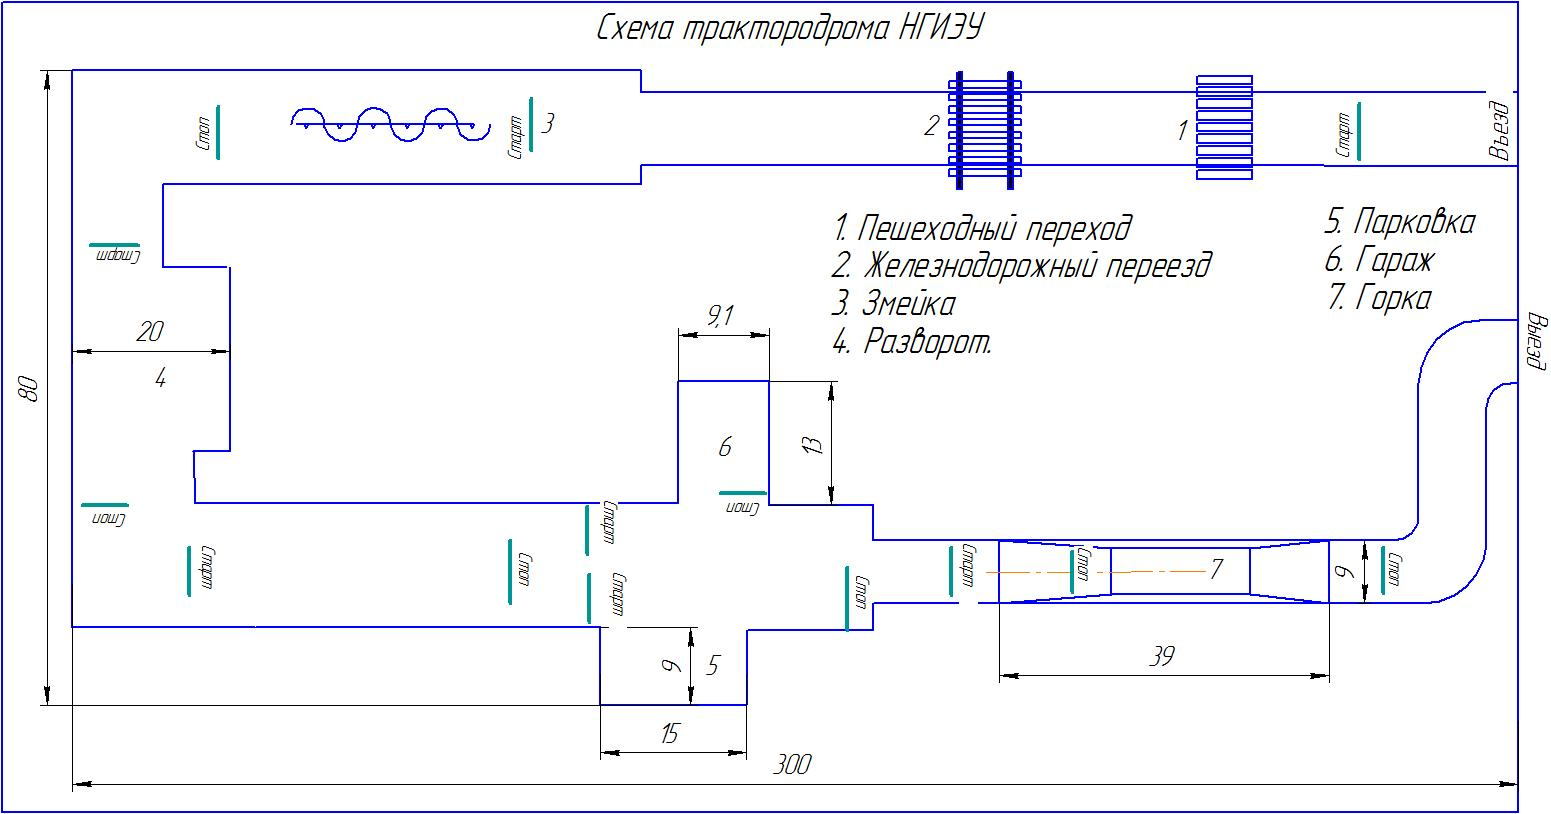 Схема трактородрома НГИЭУ
Стоп
Старт
3
2
1
Старт
Въезд
1. Пешеходный переход
2. Железнодорожный переезд
3. Змейка
4. Разворот.
5. Парковка
6. Гараж
7. Горка
Старт
20
4
80
9,1
6
13
Выезд
Стоп
Стоп
Старт
Старт
Стоп
Старт
Стоп
Старт
Стоп
7
9
Стоп
9
5
39
15
300